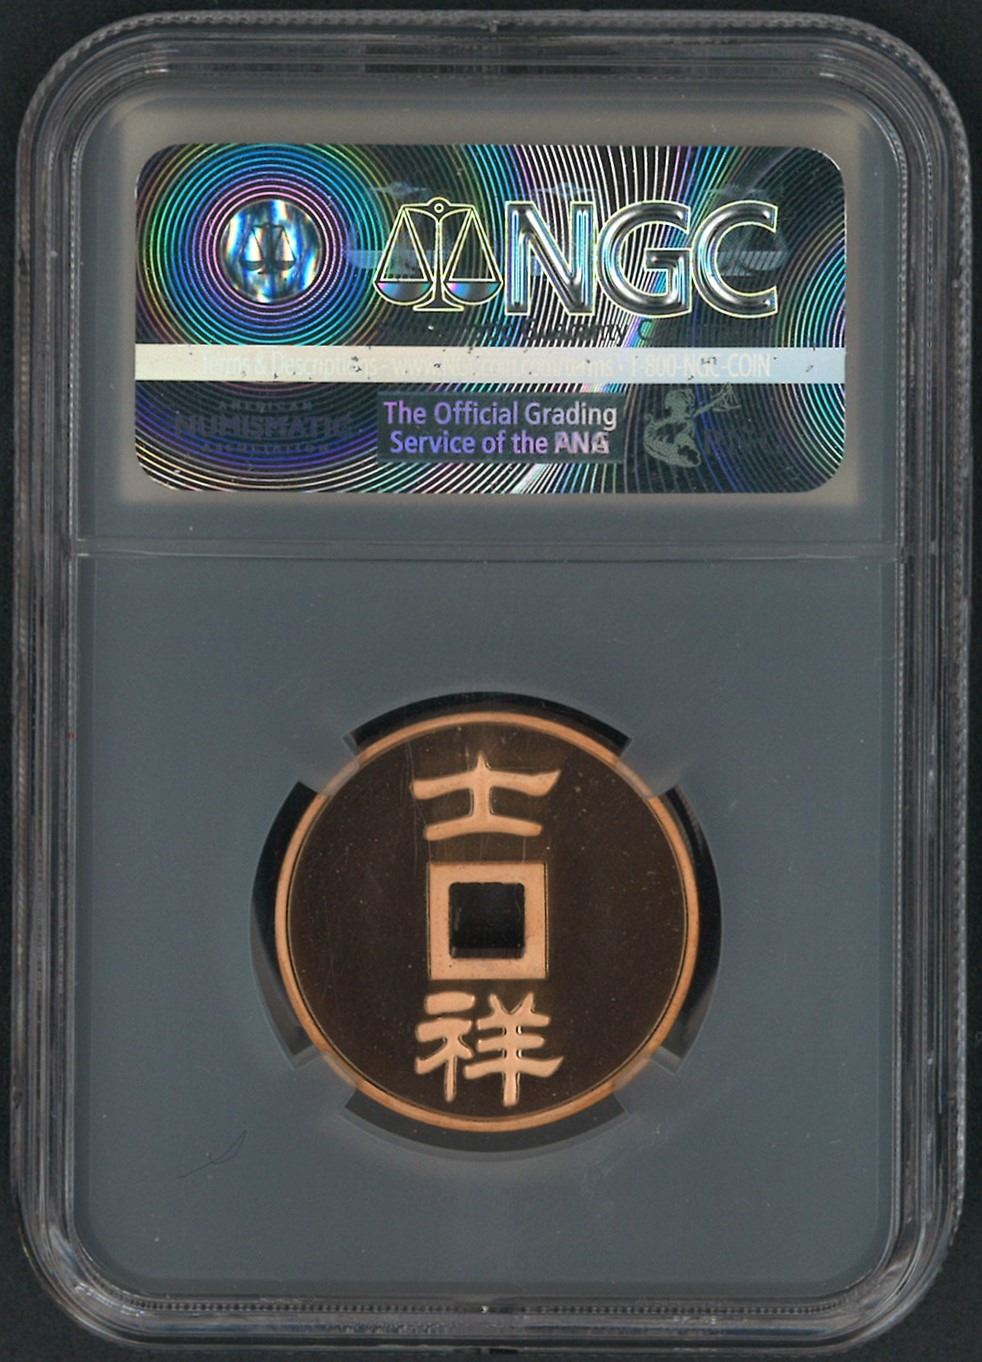 NGC
Terms & Descriptions - www.NGCcoin.com/terms · 1-800-NGC-COIN
AMERICAN
NUMISMATIC
ASSOCIATION
The Official Grading
Service of the ANA
吉
祥